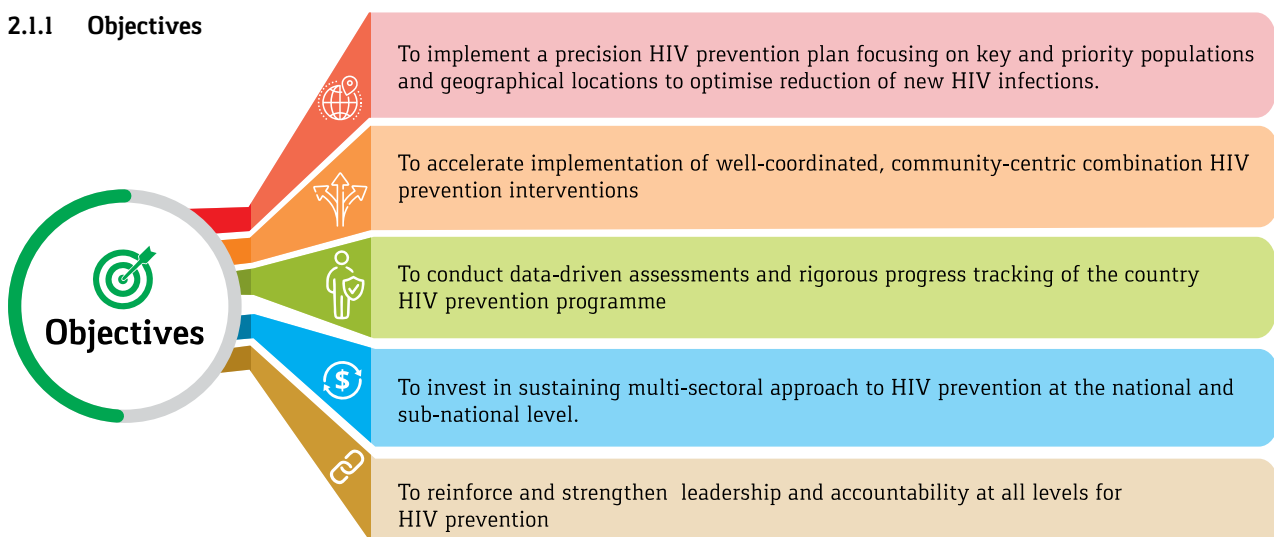 2.1.1 Objectives
To implement a precision HIV prevention plan focusing on key and priority populations
and geographical locations to optimise reduction of new HIV infections.
To accelerate implementation of well-coordinated, community-centric combination HIV
prevention interventions
To conduct data-driven assessments and rigorous progress tracking of the country
HIV prevention programme
Objectives
To invest in sustaining multi-sectoral approach to HIV prevention at the national and
sub-national level.
To reinforce and strengthen leadership and accountability at all levels for
HIV prevention
$